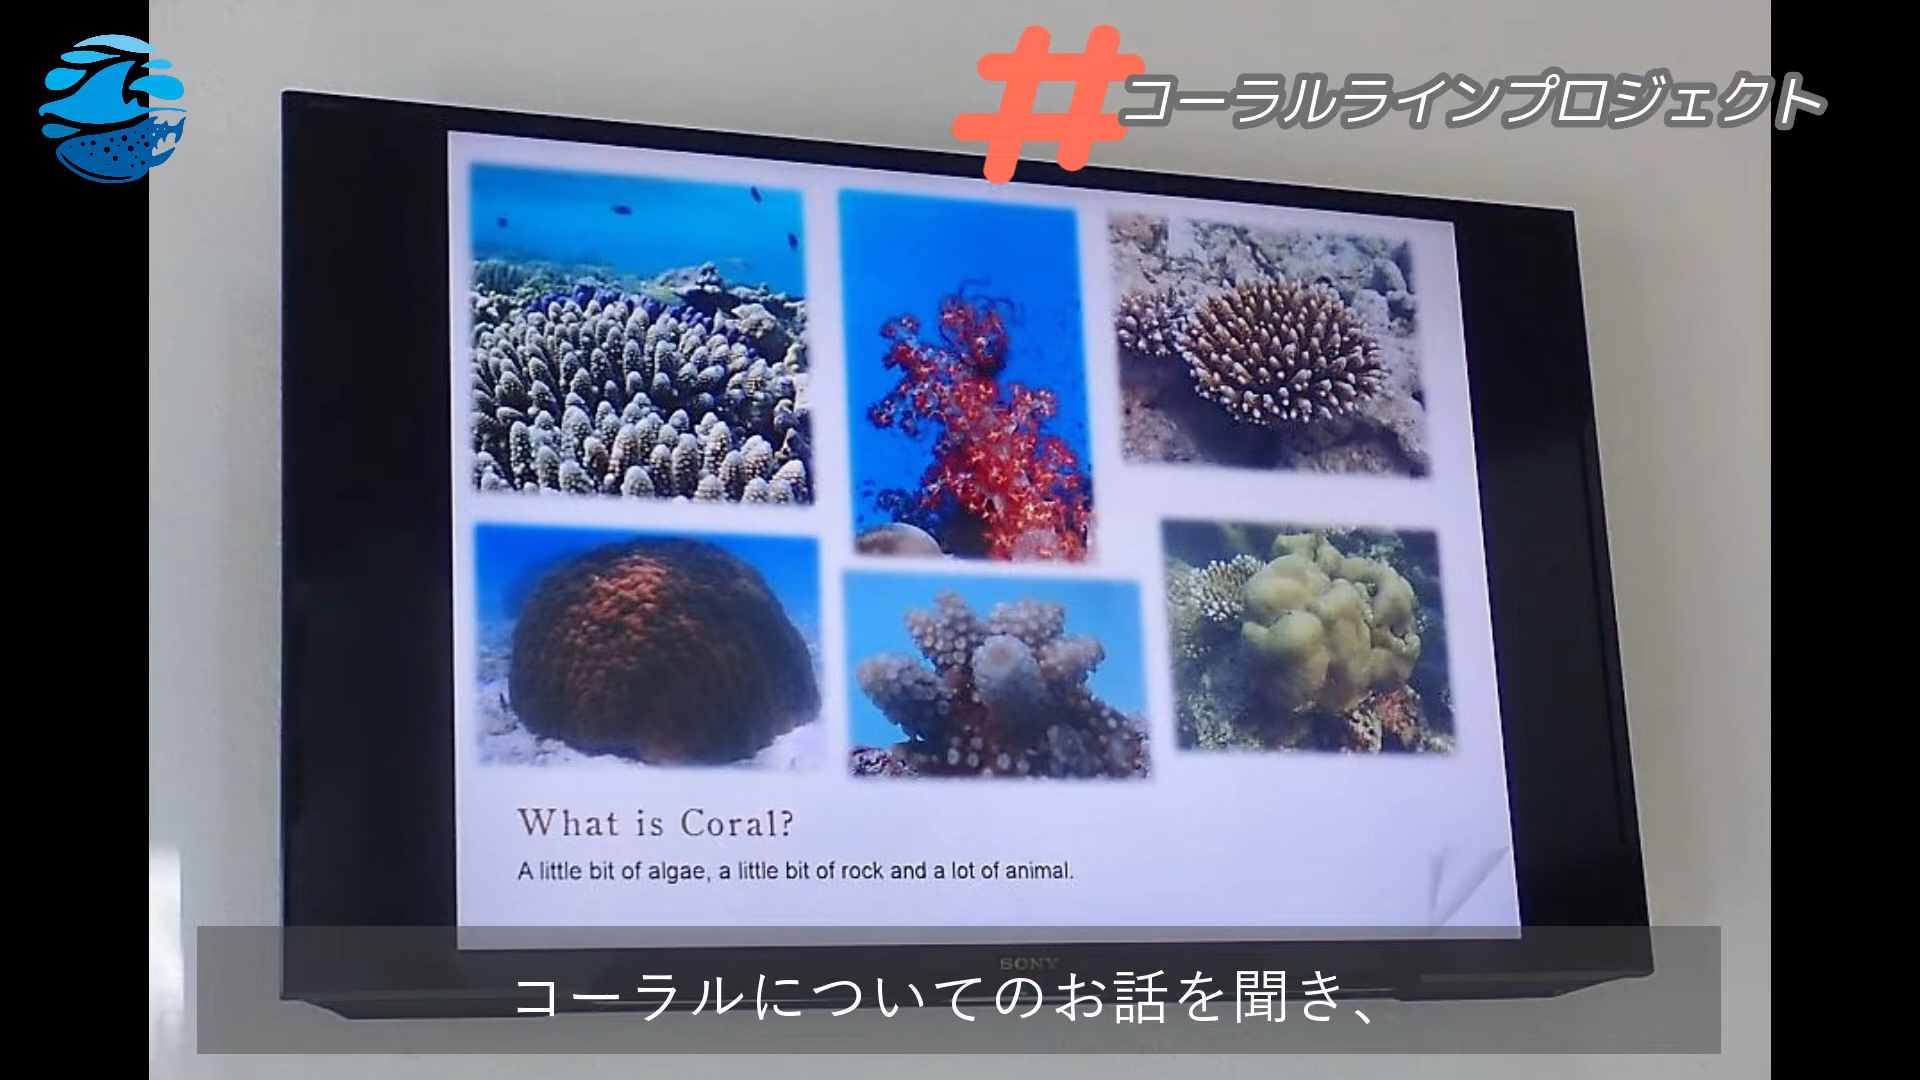 #コーラルラインプロジェクト
What is Coral?
A little bit of algae, a little bit of rock and a lot of animal.
SONY
コーラルについてのお話を聞き、